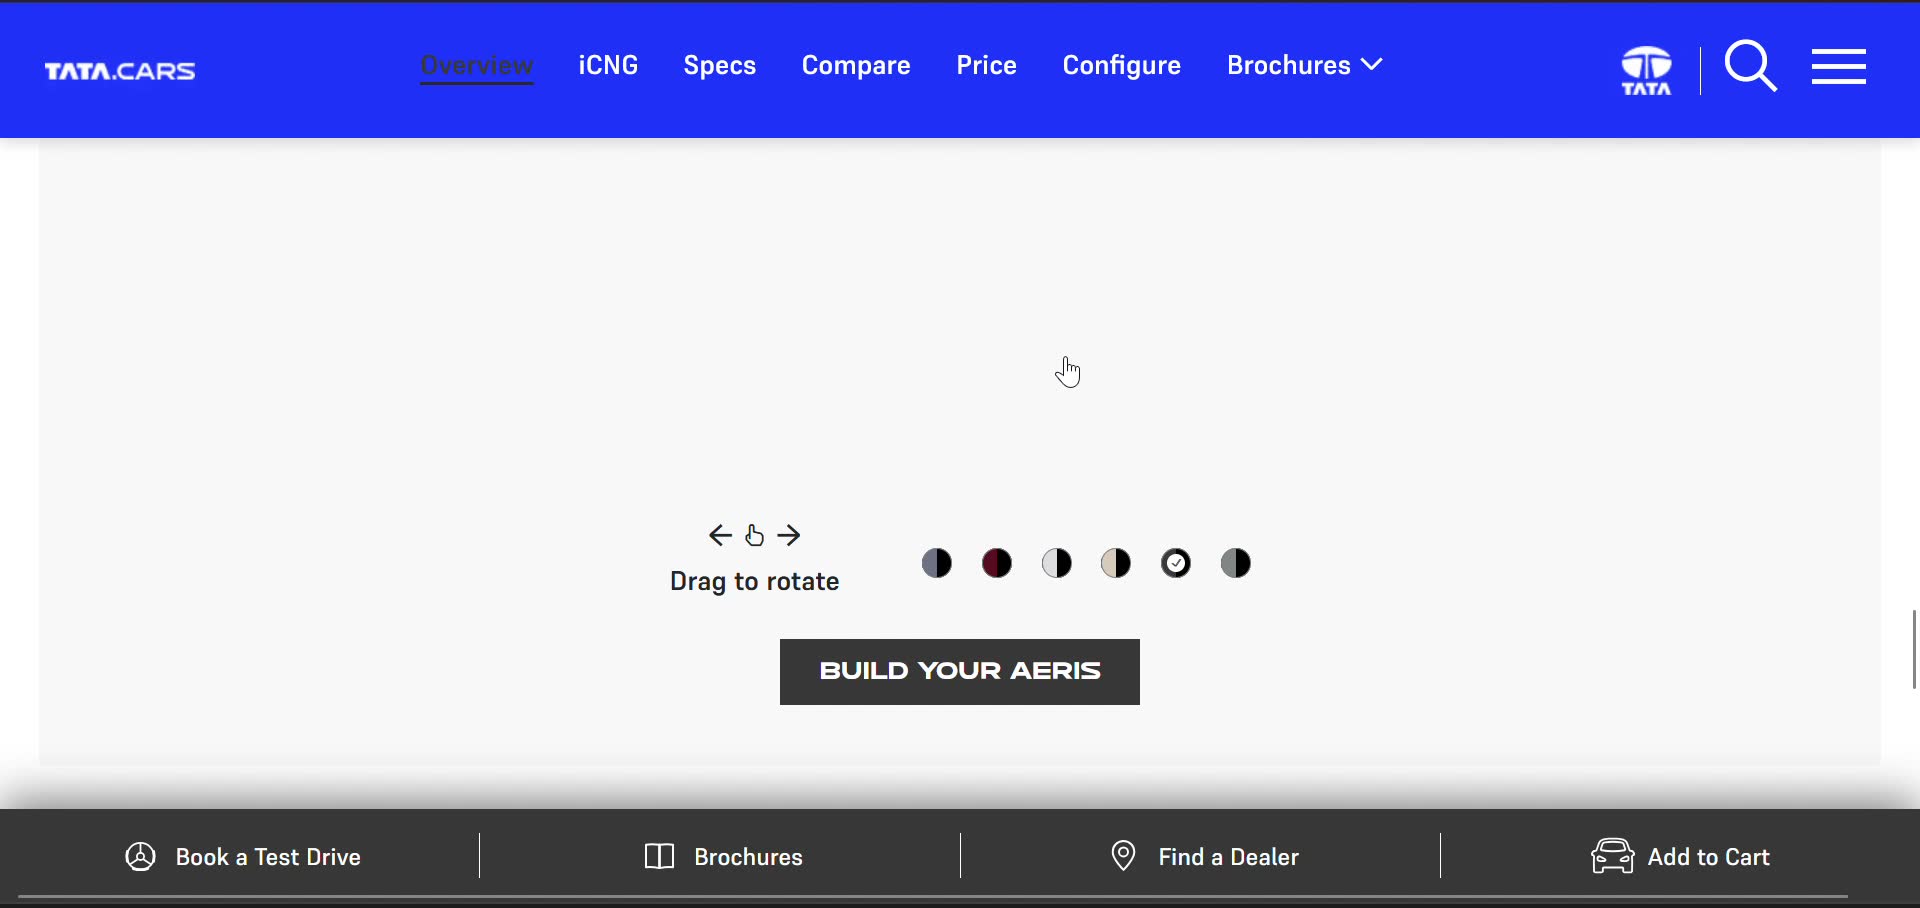 TATA.CARS
Overview iCNG Specs Compare Price Configure Brochures
TATA
Drag to rotate
BUILD YOUR AERIS
Book a Test Drive
Brochures
Find a Dealer
Add to Cart